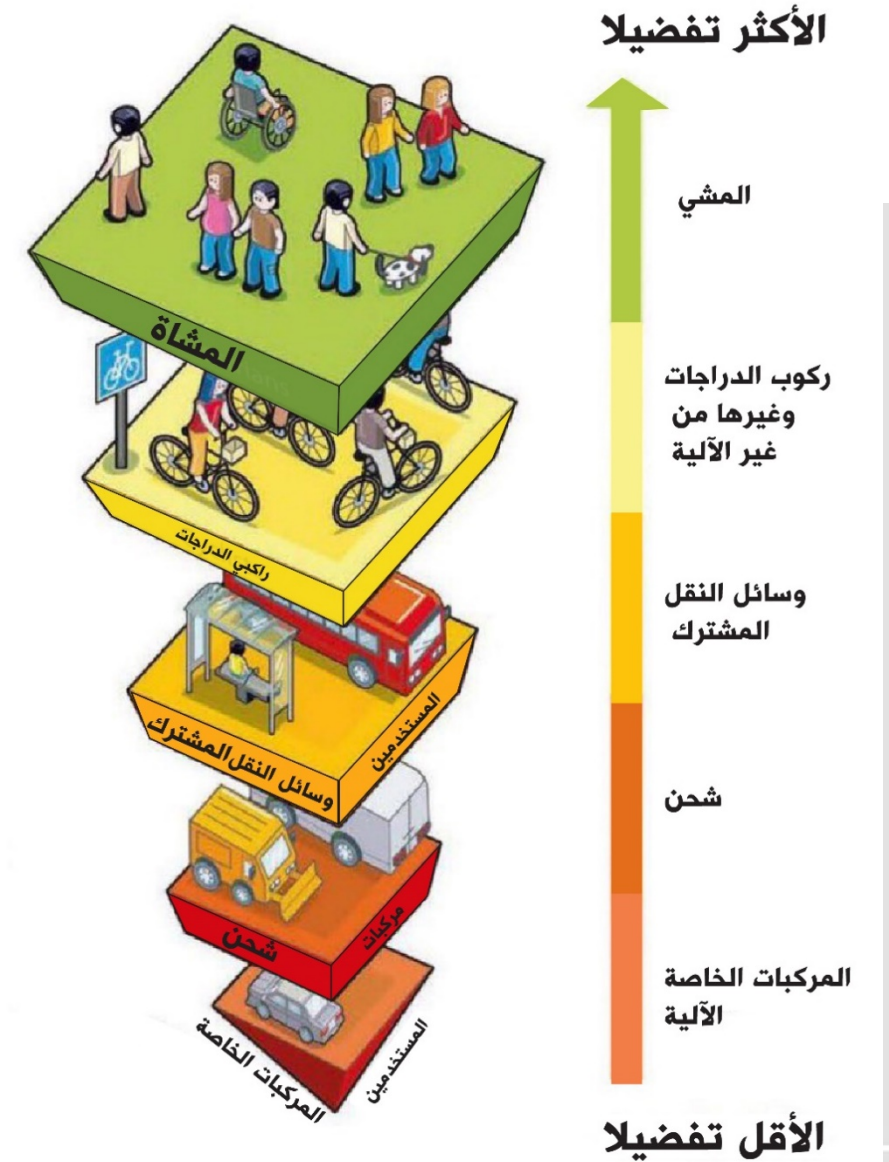 الأكثر تفضيلا
المشي
ركوب الدراجات
وغيرها من
غير الآلية
وسائل النقل
المشترك
شحن
المركبات الخاصة
الآلية
الأقل تفضيلا
المشاة
راكبي الدراجات
وسائل النقل المشترك
المستخدمين
شحن
مركبات
المركبات الخاصة
المستخدمين